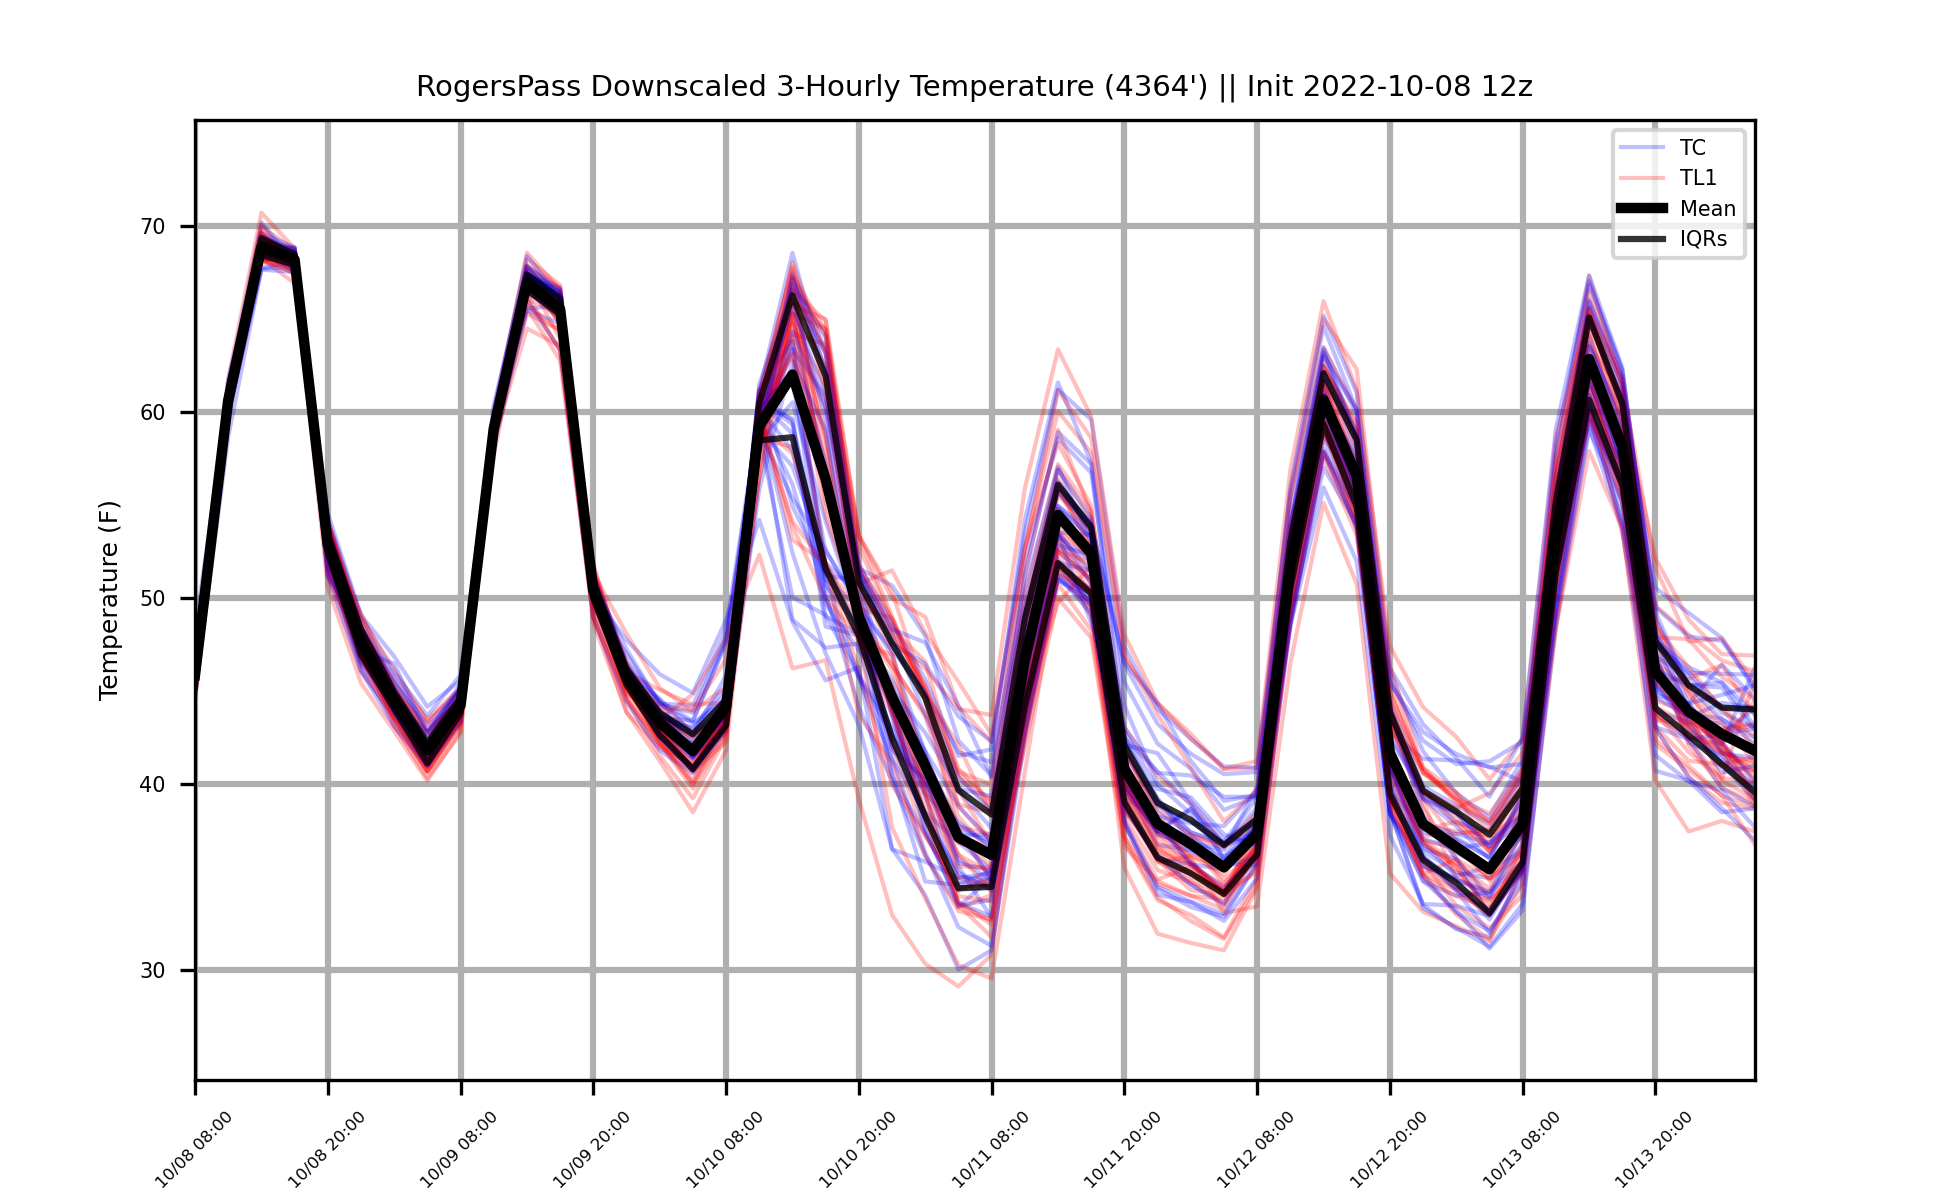 RogersPass Downscaled 3-Hourly Temperature (4364') || Init 2022-10-08 12z
TC
TL1
Mean
IQRs
Temperature (F)
70
60
50
40
30
10/08 08:00
10/08 20:00
10/09 08:00
10/09 20:00
10/10 08:00
10/10 20:00
10/11 08:00
10/11 20:00
10/12 08:00
10/12 20:00
10/13 08:00
10/13 20:00